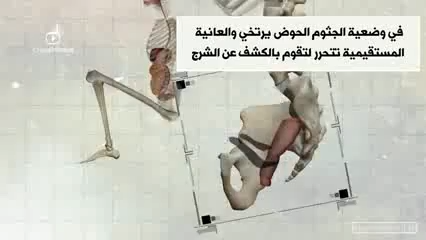 في وضعية الجثوم الحوض يرتخي والعانية
المستقيمية تتحرر لتقوم بالكشف عن الشرج